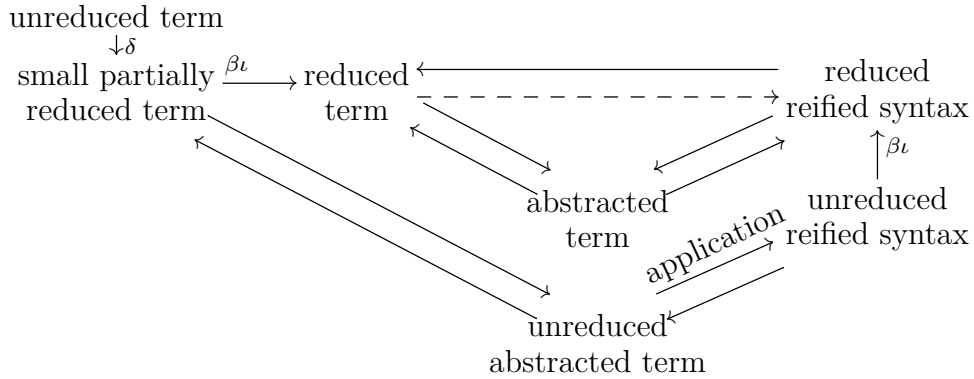 unreduced term
δ
small partially
reduced term
βι
reduced
term
reduced
reified syntax
βι
abstracted
term
unreduced
reified syntax
application
unreduced
abstracted term